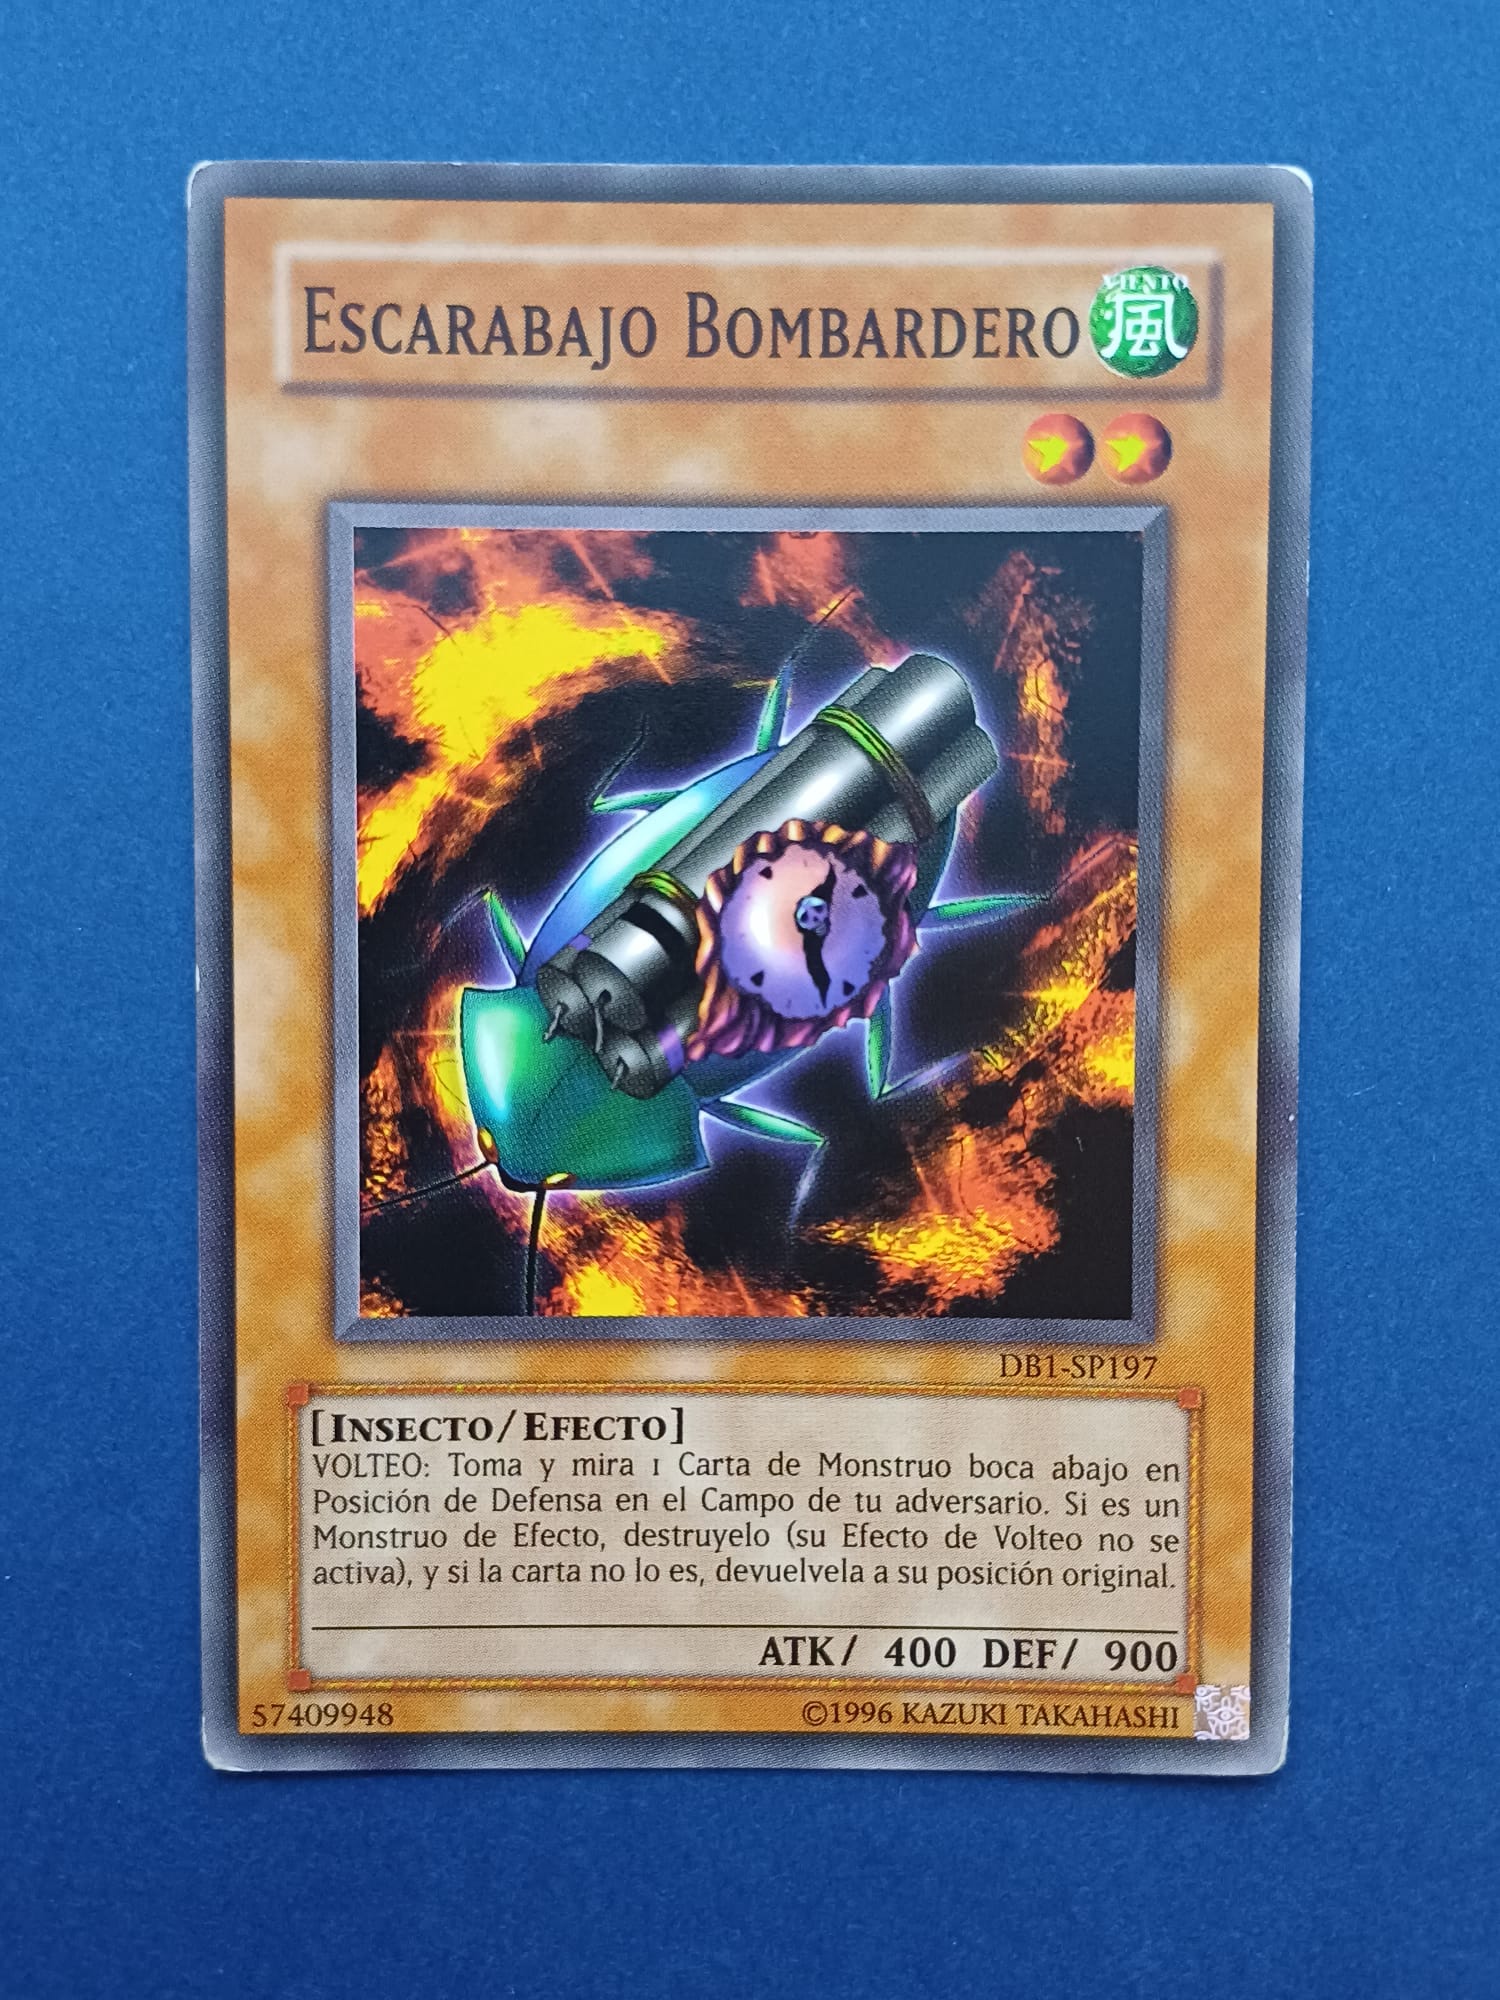 ESCARABAJO BOMBARDERO
VIENTO
風
DB1-SP197
[INSECTO/EFECTO]
VOLTEO: Toma y mira 1 Carta de Monstruo boca abajo en
Posición de Defensa en el Campo de tu adversario. Si es un
Monstruo de Efecto, destruyelo (su Efecto de Volteo no se
activa), y si la carta no lo es, devuelvela a su posición original.
ATK/ 400 DEF/ 900
57409948
©1996 KAZUKI TAKAHASHI